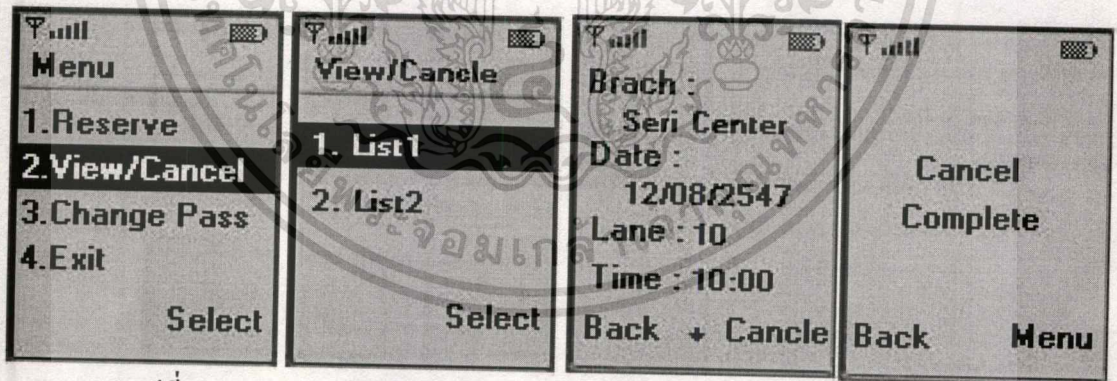 Menu
1.Reserve
2.View/Cancel
3.Change Pass
4.Exit
Select
View/Cancle
1. List1
2. List2
Select
Brach :
Seri Center
Date :
12/08/2547
Lane : 10
Time : 10:00
Back Cancle
Cancel
Complete
Back Menu